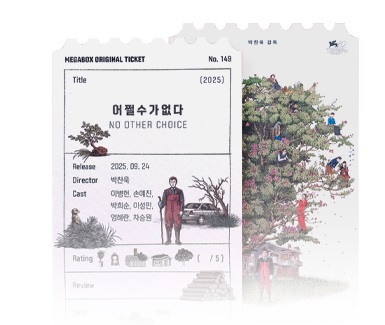 MEGABOX ORIGINAL TICKET No. 149
Title (2025)
어쩔수가없다
NO OTHER CHOICE
Release 2025. 09. 24
Director 박찬욱
Cast 이병헌, 손예진,
박희순, 이성민,
염혜란, 차승원
Rating ( /5)
Review
박찬욱 감독